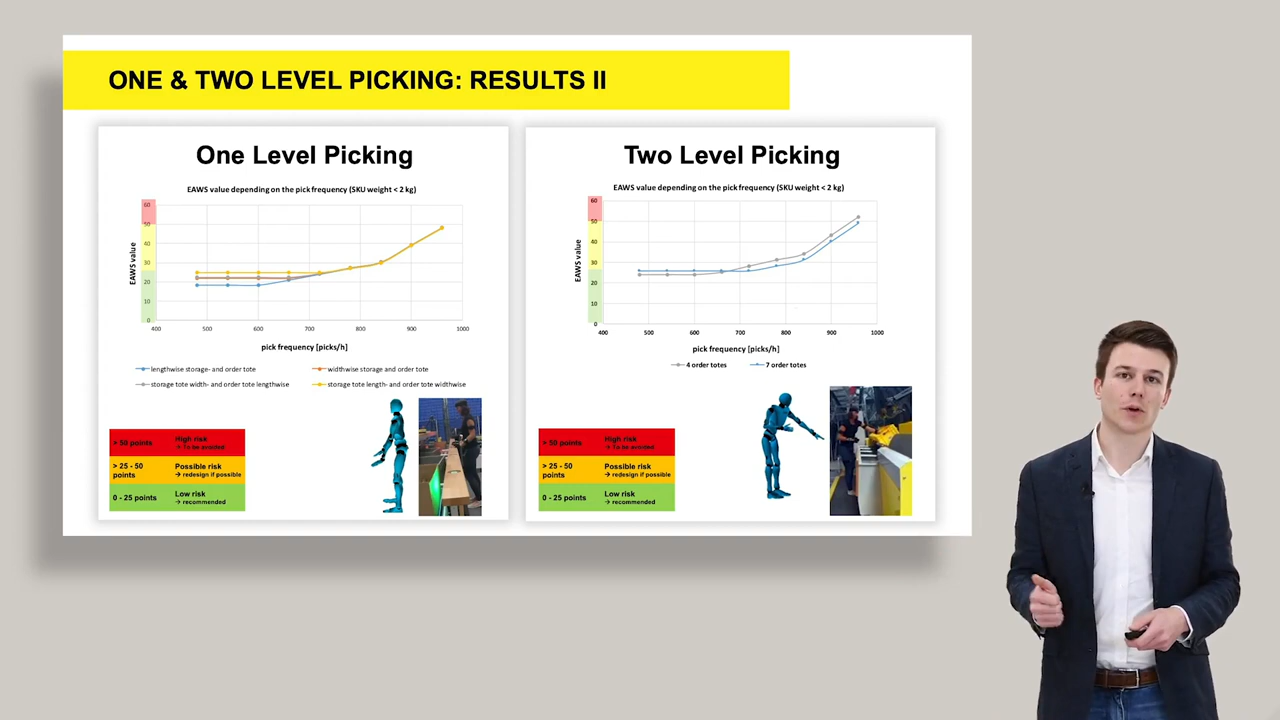 ONE & TWO LEVEL PICKING: RESULTS II
One Level Picking
EAWS value depending on the pick frequency (SKU weight < 2 kg)
EAWS value
60
50
40
30
20
10
0
400 500 600 700 800 900 1000
pick frequency [picks/h]
lengthwise storage- and order tote
widthwise storage and order tote
storage tote width- and order tote lengthwise
storage tote length- and order tote widthwise
> 50 points
High risk
→ To be avoided
> 25 - 50 points
Possible risk
→ redesign if possible
0 - 25 points
Low risk
→ recommended
Two Level Picking
EAWS value depending on the pick frequency (SKU weight < 2 kg)
EAWS value
60
50
40
30
20
10
0
400 500 600 700 800 900 1000
pick frequency [picks/h]
4 order totes
7 order totes
> 50 points
High risk
→ To be avoided
> 25 - 50 points
Possible risk
→ redesign if possible
0 - 25 points
Low risk
→ recommended